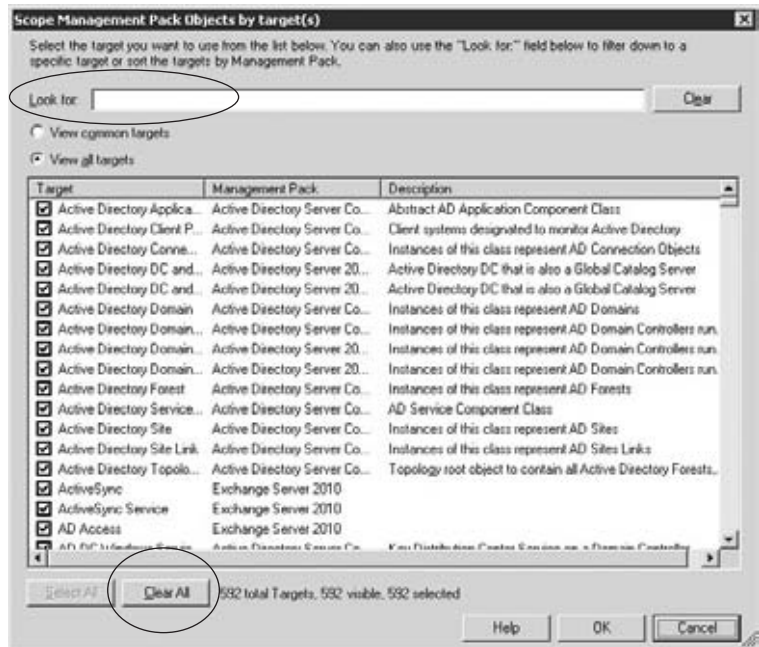 Scope Management Pack Objects by target(s)
Select the target you want to use from the list below. You can also use the "Look for:" field below to filter down to a
specific target or sort the targets by Management Pack.
Look for: Clear
View common targets
View all targets
Target Management Pack Description
Active Directory Applica... Active Directory Server Co... Abstract AD Application Component Class
Active Directory Client P... Active Directory Server Co... Client systems designated to monitor Active Directory
Active Directory Conne... Active Directory Server Co... Instances of this class represent AD Connection Objects
Active Directory DC and... Active Directory Server 20... Active Directory DC that is also a Global Catalog Server
Active Directory DC and... Active Directory Server 20... Active Directory DC that is also a Global Catalog Server
Active Directory Domain Active Directory Server Co... Instances of this class represent AD Domains
Active Directory Domain... Active Directory Server Co... Instances of this class represent AD Domain Controllers run.
Active Directory Domain... Active Directory Server 20... Instances of this class represent AD Domain Controllers run.
Active Directory Domain... Active Directory Server 20... Instances of this class represent AD Domain Controllers run.
Active Directory Forest Active Directory Server Co... Instances of this class represent AD Forests
Active Directory Service... Active Directory Server Co... AD Service Component Class
Active Directory Site Active Directory Server Co... Instances of this class represent AD Sites
Active Directory Site Link Active Directory Server Co... Instances of this class represent AD Sites Links
Active Directory Topolo... Active Directory Server Co... Topology root object to contain all Active Directory Forests..
ActiveSync Exchange Server 2010
ActiveSync Service Exchange Server 2010
AD Access Exchange Server 2010
AD DC Windows Servic... Active Directory Server Co... Key Distribution Center Service on a Domain Controller
Select All Clear All 592 total Targets, 592 visible, 592 selected
Help OK Cancel